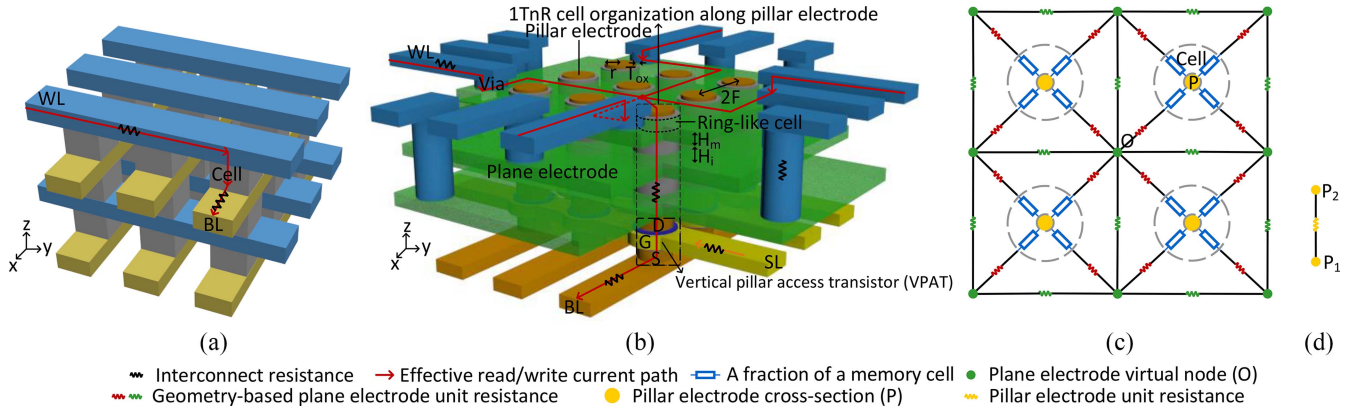 WL
Cell
BL
z
y
x
(a)
1TnR cell organization along pillar electrode
Pillar electrode
WL
Via
r
Tox
2F
Ring-like cell
Hm
Hi
Plane electrode
D
G
S
SL
Vertical pillar access transistor (VPAT)
BL
z
y
x
(b)
Cell
P
O
(c)
P2
P1
(d)
Interconnect resistance
Effective read/write current path
A fraction of a memory cell
Plane electrode virtual node (O)
Geometry-based plane electrode unit resistance
Pillar electrode cross-section (P)
Pillar electrode unit resistance